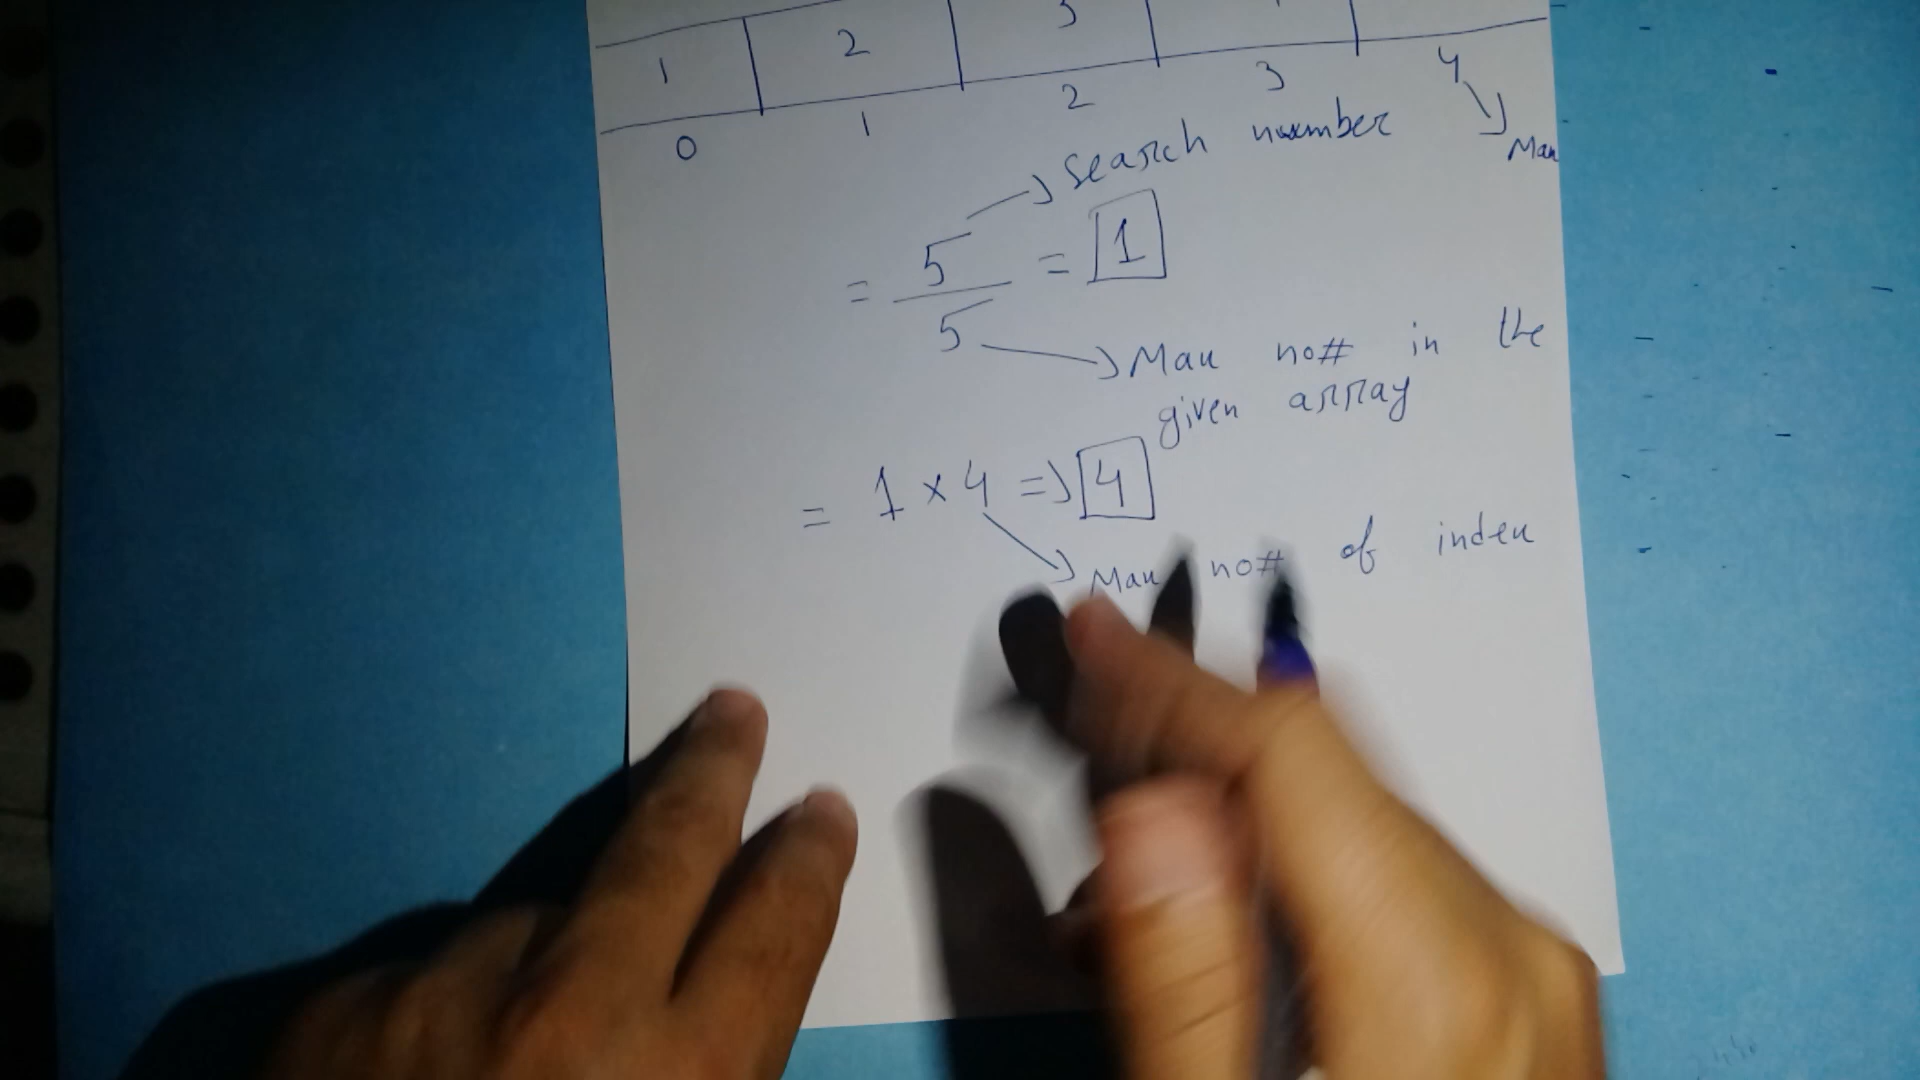 1 2 3
0 1 2 3 4
Search number
Max
= 5/5 = 1
Max no# in the
given array
= 1 × 4 => 4
Max no# of index